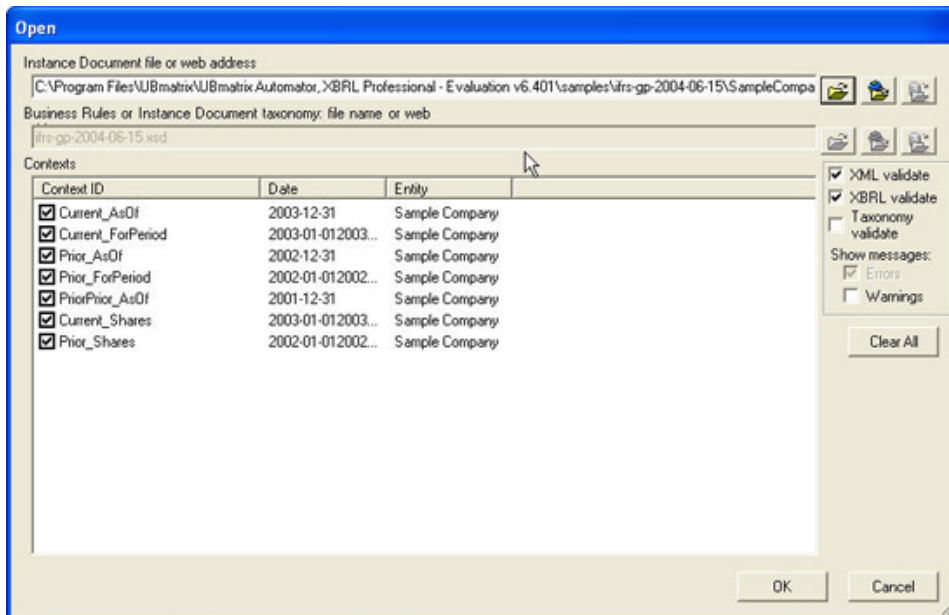 Open
Instance Document file or web address
C:\Program Files\UBmatrix\UBmatrix Automator, XBRL Professional - Evaluation v6.401\samples\ifrs-gp-2004-06-15\SampleCompa
Business Rules or Instance Document taxonomy: file name or web
ifrs-gp-2004-06-15.xsd
Contexts
Context ID Date Entity
Current_AsOf 2003-12-31 Sample Company
Current_ForPeriod 2003-01-012003... Sample Company
Prior_AsOf 2002-12-31 Sample Company
Prior_ForPeriod 2002-01-012002... Sample Company
PriorPrior_AsOf 2001-12-31 Sample Company
Current_Shares 2003-01-012003... Sample Company
Prior_Shares 2002-01-012002... Sample Company
XML validate
XBRL validate
Taxonomy
validate
Show messages:
Errors
Warnings
Clear All
OK Cancel